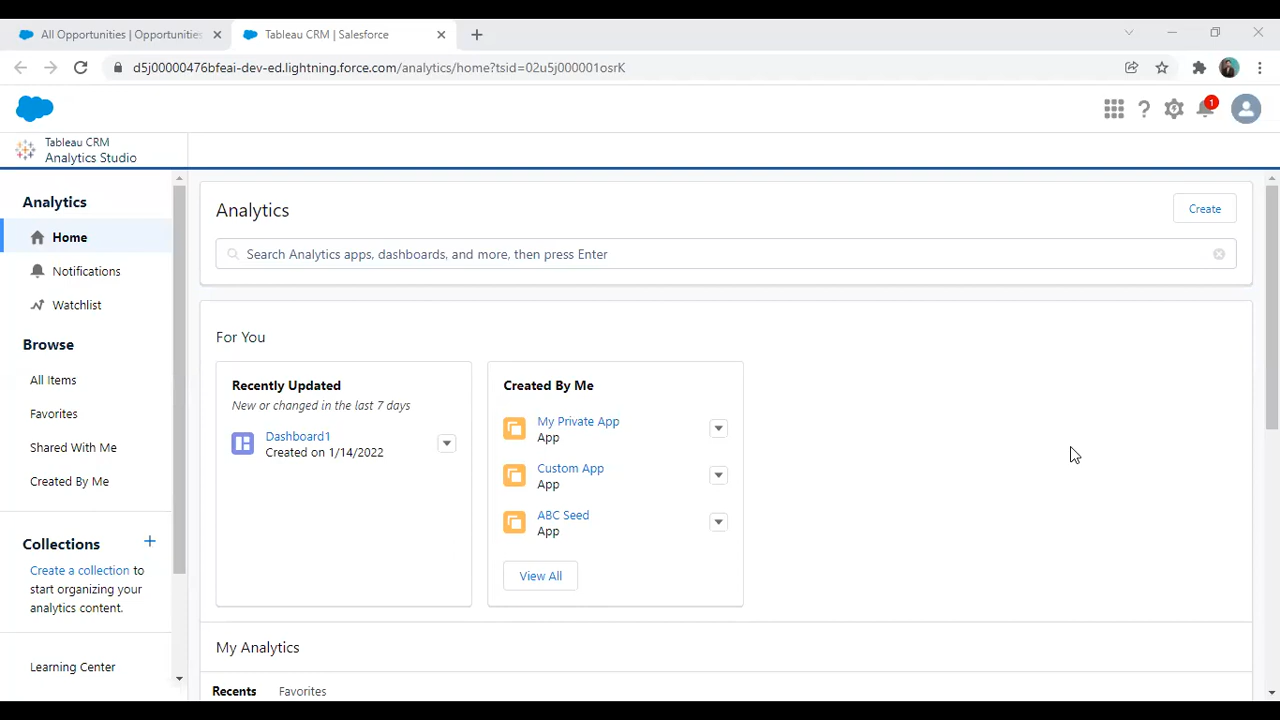 All Opportunities | Opportunities
Tableau CRM | Salesforce
d5j00000476bfeai-dev-ed.lightning.force.com/analytics/home?tsid=02u5j000001osrK
1
Tableau CRM
Analytics Studio
Analytics
Home
Notifications
Watchlist
Browse
All Items
Favorites
Shared With Me
Created By Me
Collections
Create a collection to
start organizing your
analytics content.
Learning Center
Analytics
Create
Search Analytics apps, dashboards, and more, then press Enter
For You
Recently Updated
New or changed in the last 7 days
Dashboard1
Created on 1/14/2022
Created By Me
My Private App
App
Custom App
App
ABC Seed
App
View All
My Analytics
Recents
Favorites